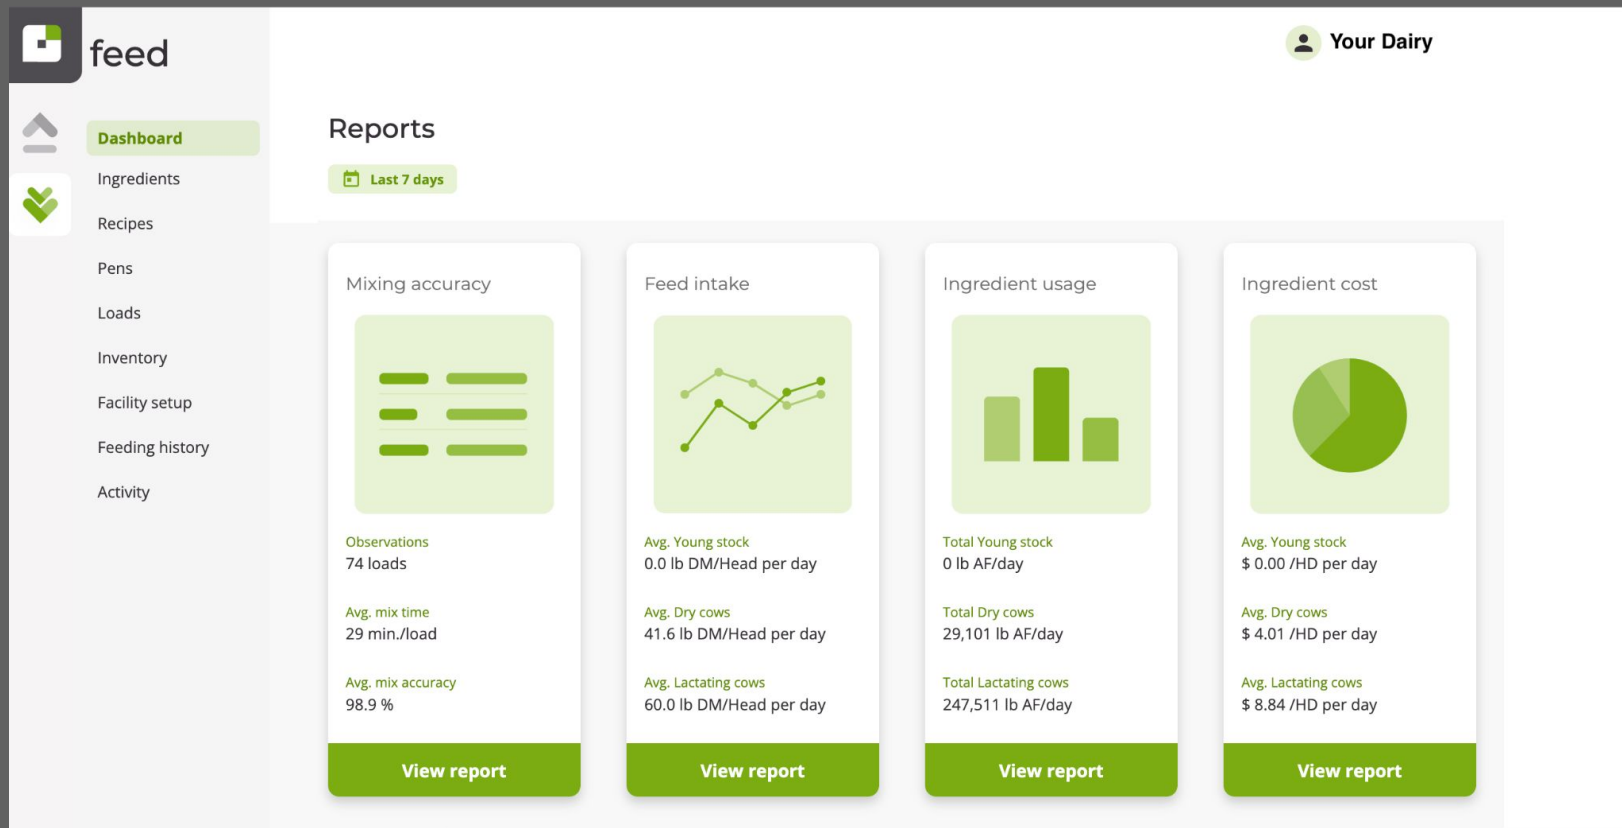 feed
Your Dairy
Dashboard
Ingredients
Recipes
Pens
Loads
Inventory
Facility setup
Feeding history
Activity
Reports
Last 7 days
Mixing accuracy
Observations
74 loads
Avg. mix time
29 min./load
Avg. mix accuracy
98.9 %
View report
Feed intake
Avg. Young stock
0.0 lb DM/Head per day
Avg. Dry cows
41.6 lb DM/Head per day
Avg. Lactating cows
60.0 lb DM/Head per day
View report
Ingredient usage
Total Young stock
0 lb AF/day
Total Dry cows
29,101 lb AF/day
Total Lactating cows
247,511 lb AF/day
View report
Ingredient cost
Avg. Young stock
$ 0.00 /HD per day
Avg. Dry cows
$ 4.01 /HD per day
Avg. Lactating cows
$ 8.84 /HD per day
View report